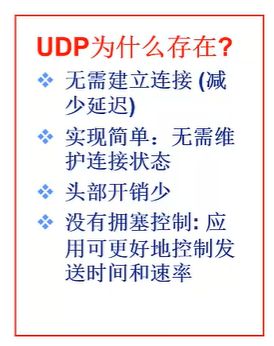 UDP为什么存在?
无需建立连接 (减
少延迟)
实现简单：无需维
护连接状态
头部开销少
没有拥塞控制: 应
用可更好地控制发
送时间和速率